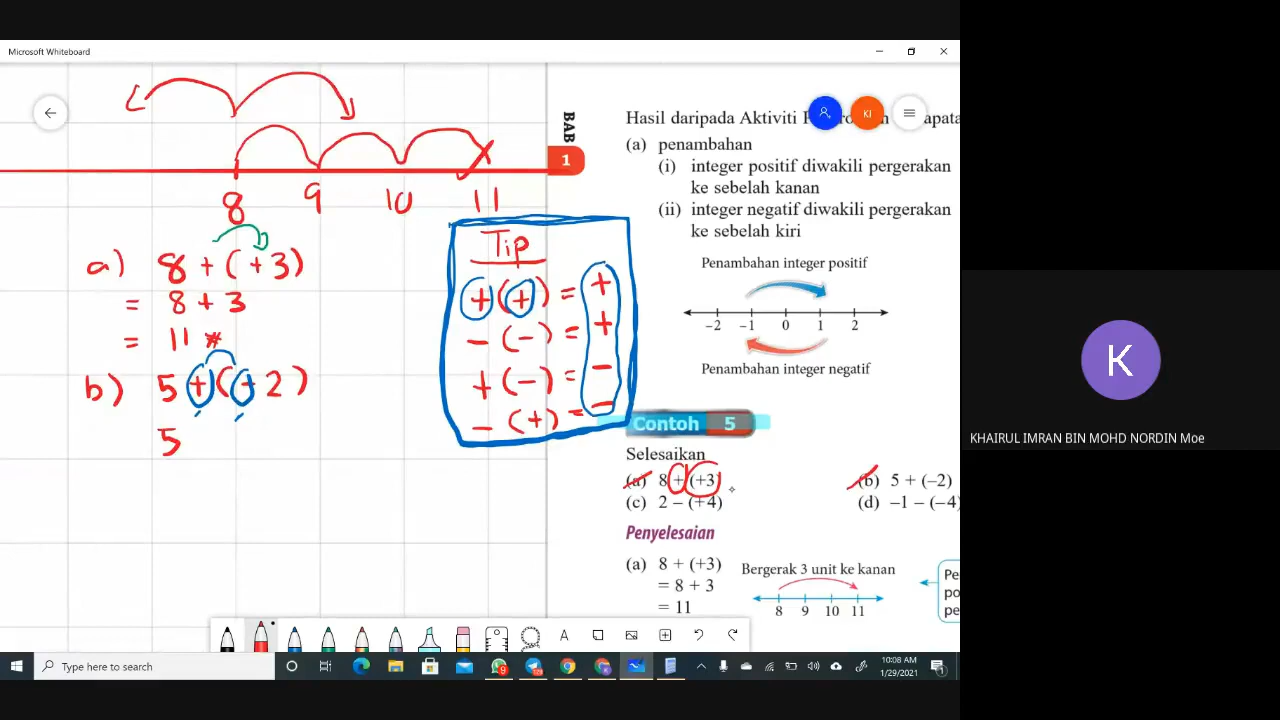 Microsoft Whiteboard
8 9 10 11
a) 8 + (+3)
= 8 + 3
= 11 *
b) 5 + (-2)
5
Tip
+ (+) = +
- (-) = +
+ (-) = -
- (+) = -
BAB
1
Hasil daripada Aktiviti
(a) penambahan
(i) integer positif diwakili pergerakan
ke sebelah kanan
(ii) integer negatif diwakili pergerakan
ke sebelah kiri
Penambahan integer positif
−2 −1 0 1 2
Penambahan integer negatif
Contoh 5
Selesaikan
(a) 8 + (+3) (b) 5 + (−2)
(c) 2 − (+4) (d) −1 − (−4)
Penyelesaian
(a) 8 + (+3)
= 8 + 3
= 11
Bergerak 3 unit ke kanan
8 9 10 11
Pe
po
pe
KI
A
Type here to search
10:08 AM
1/29/2021
K
KHAIRUL IMRAN BIN MOHD NORDIN Moe